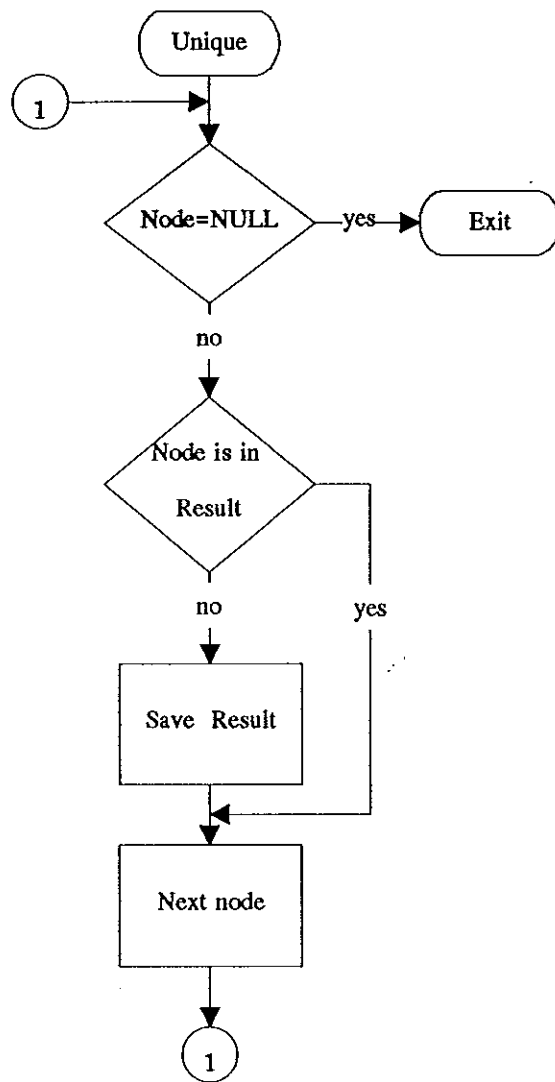 Unique
1
Node=NULL
yes
Exit
no
Node is in
Result
no
yes
Save Result
Next node
1